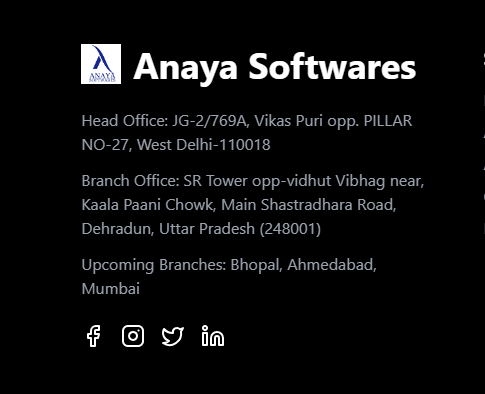 ANAYA
Anaya Softwares
Head Office: JG-2/769A, Vikas Puri opp. PILLAR
NO-27, West Delhi-110018
Branch Office: SR Tower opp-vidhut Vibhag near,
Kaala Paani Chowk, Main Shastradhara Road,
Dehradun, Uttar Pradesh (248001)
Upcoming Branches: Bhopal, Ahmedabad,
Mumbai